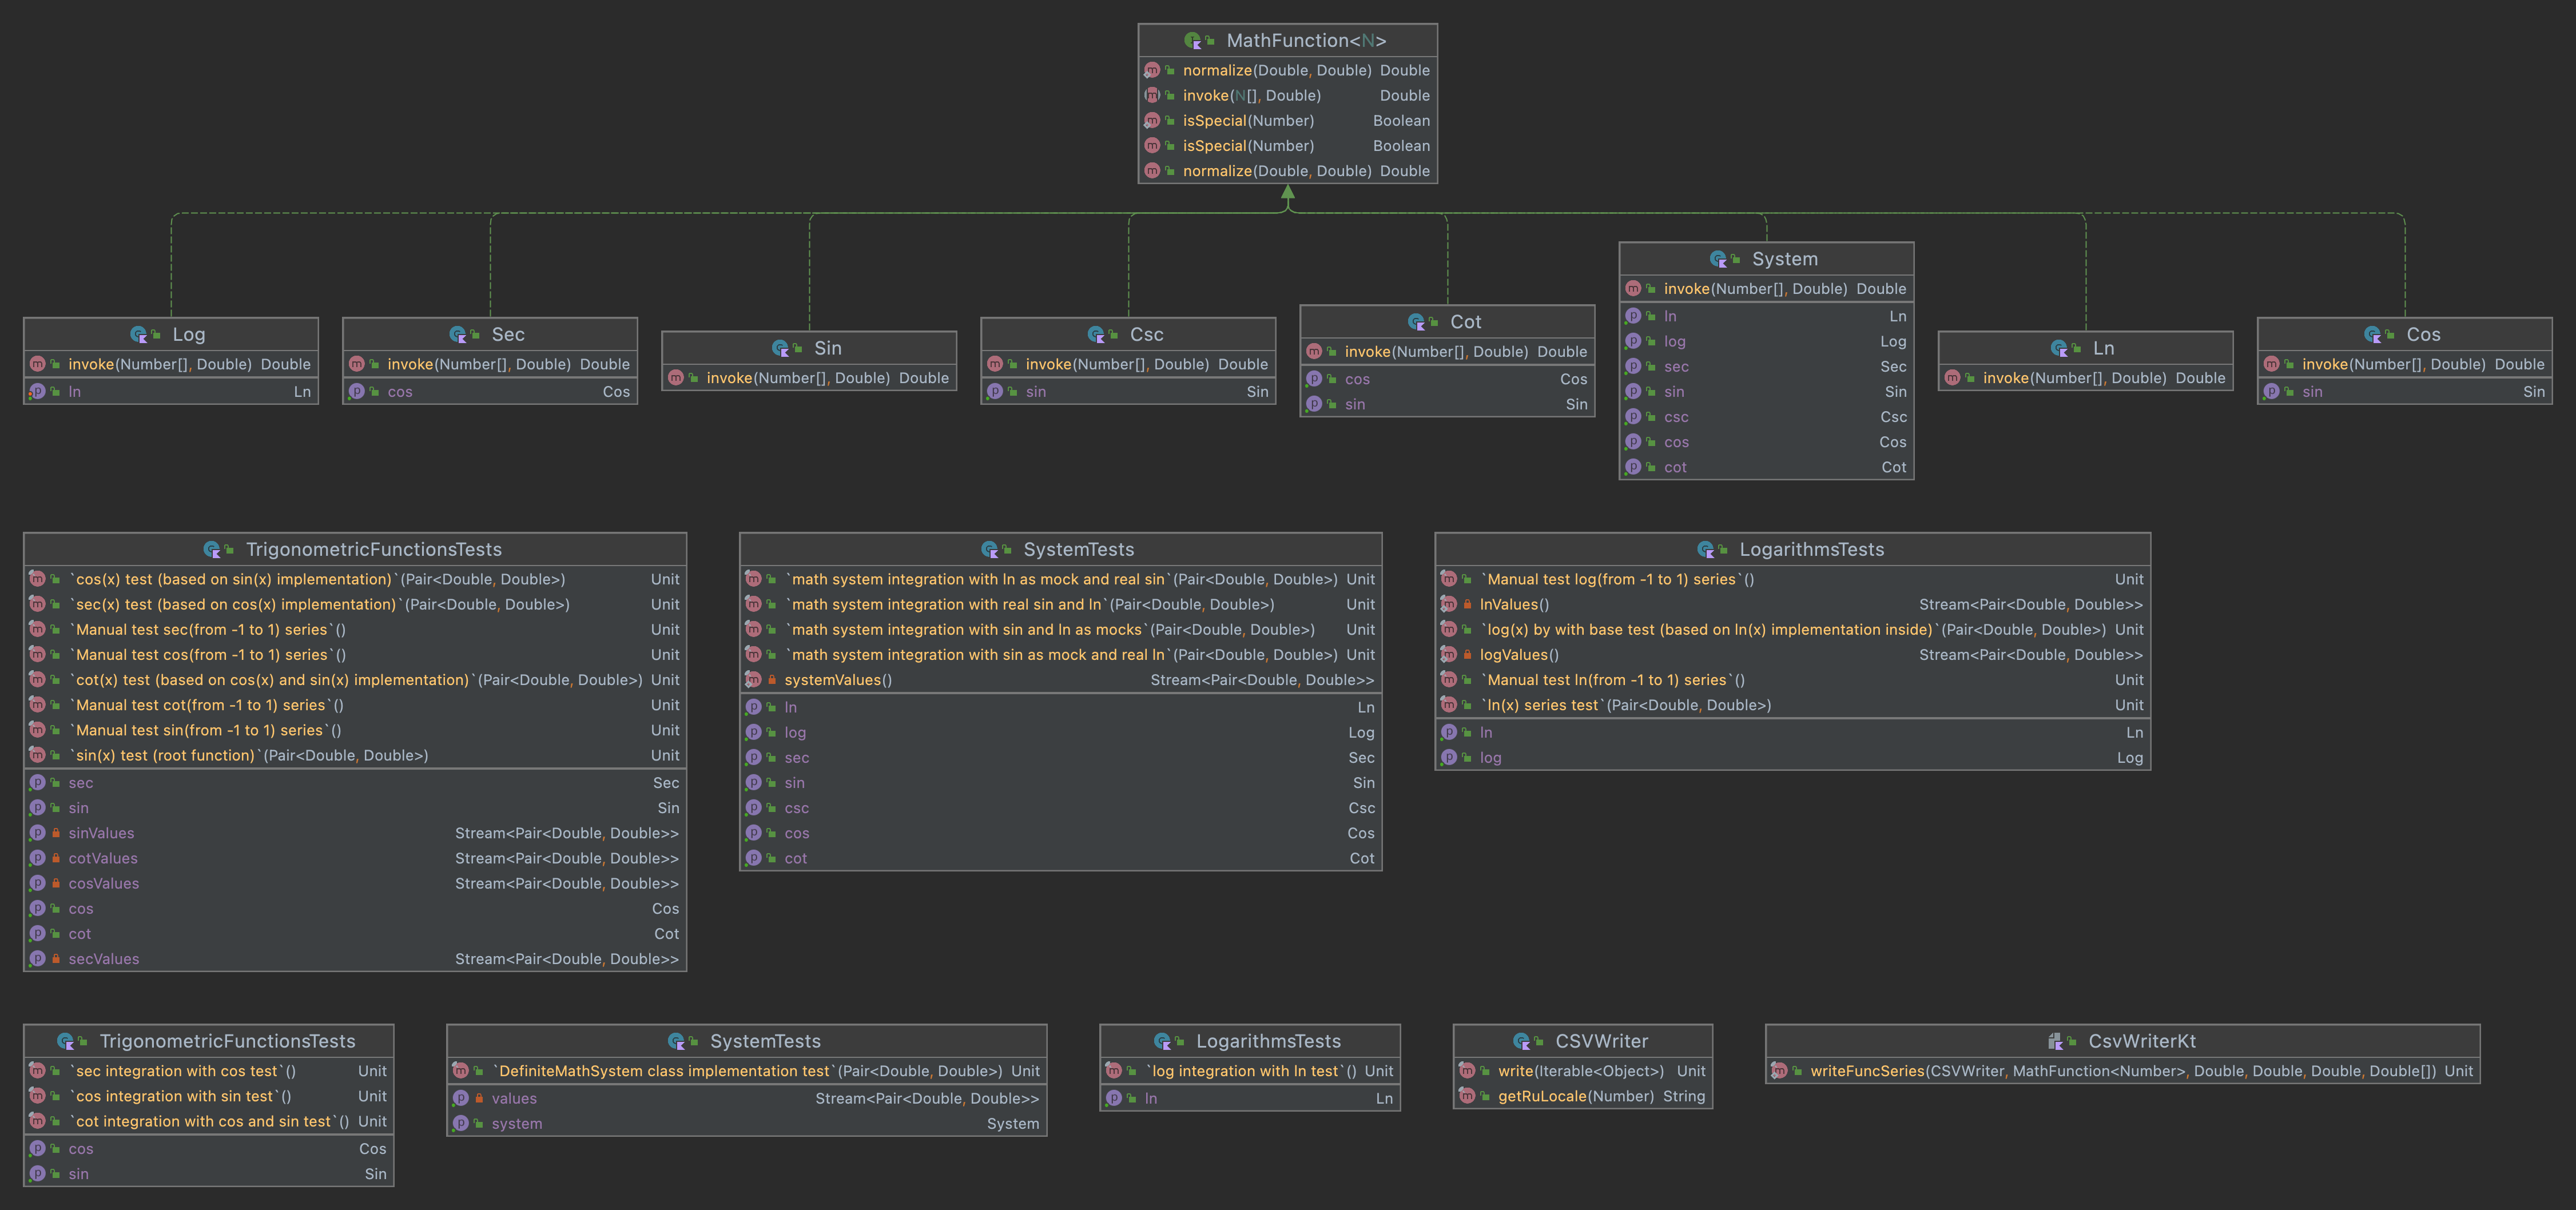 MathFunction<N>
normalize(Double, Double) Double
invoke(N[], Double) Double
isSpecial(Number) Boolean
isSpecial(Number) Boolean
normalize(Double, Double) Double
Log
invoke(Number[], Double) Double
ln Ln
Sec
invoke(Number[], Double) Double
cos Cos
Sin
invoke(Number[], Double) Double
Csc
invoke(Number[], Double) Double
sin Sin
Cot
invoke(Number[], Double) Double
cos Cos
sin Sin
System
invoke(Number[], Double) Double
ln Ln
log Log
sec Sec
sin Sin
csc Csc
cos Cos
cot Cot
Ln
invoke(Number[], Double) Double
Cos
invoke(Number[], Double) Double
sin Sin
TrigonometricFunctionsTests
`cos(x) test (based on sin(x) implementation)`(Pair<Double, Double>) Unit
`sec(x) test (based on cos(x) implementation)`(Pair<Double, Double>) Unit
`Manual test sec(from -1 to 1) series`() Unit
`Manual test cos(from -1 to 1) series`() Unit
`cot(x) test (based on cos(x) and sin(x) implementation)`(Pair<Double, Double>) Unit
`Manual test cot(from -1 to 1) series`() Unit
`Manual test sin(from -1 to 1) series`() Unit
`sin(x) test (root function)`(Pair<Double, Double>) Unit
sec Sec
sin Sin
sinValues Stream<Pair<Double, Double>>
cotValues Stream<Pair<Double, Double>>
cosValues Stream<Pair<Double, Double>>
cos Cos
cot Cot
secValues Stream<Pair<Double, Double>>
SystemTests
`math system integration with ln as mock and real sin`(Pair<Double, Double>) Unit
`math system integration with real sin and ln`(Pair<Double, Double>) Unit
`math system integration with sin and ln as mocks`(Pair<Double, Double>) Unit
`math system integration with sin as mock and real ln`(Pair<Double, Double>) Unit
systemValues() Stream<Pair<Double, Double>>
ln Ln
log Log
sec Sec
sin Sin
csc Csc
cos Cos
cot Cot
LogarithmsTests
`Manual test log(from -1 to 1) series`() Unit
lnValues() Stream<Pair<Double, Double>>
`log(x) by with base test (based on ln(x) implementation inside)`(Pair<Double, Double>) Unit
logValues() Stream<Pair<Double, Double>>
`Manual test ln(from -1 to 1) series`() Unit
`ln(x) series test`(Pair<Double, Double>) Unit
ln Ln
log Log
TrigonometricFunctionsTests
`sec integration with cos test`() Unit
`cos integration with sin test`() Unit
`cot integration with cos and sin test`() Unit
cos Cos
sin Sin
SystemTests
`DefiniteMathSystem class implementation test`(Pair<Double, Double>) Unit
values Stream<Pair<Double, Double>>
system System
LogarithmsTests
`log integration with ln test`() Unit
ln Ln
CSVWriter
write(Iterable<Object>) Unit
getRuLocale(Number) String
CsvWriterKt
writeFuncSeries(CSVWriter, MathFunction<Number>, Double, Double, Double, Double[]) Unit